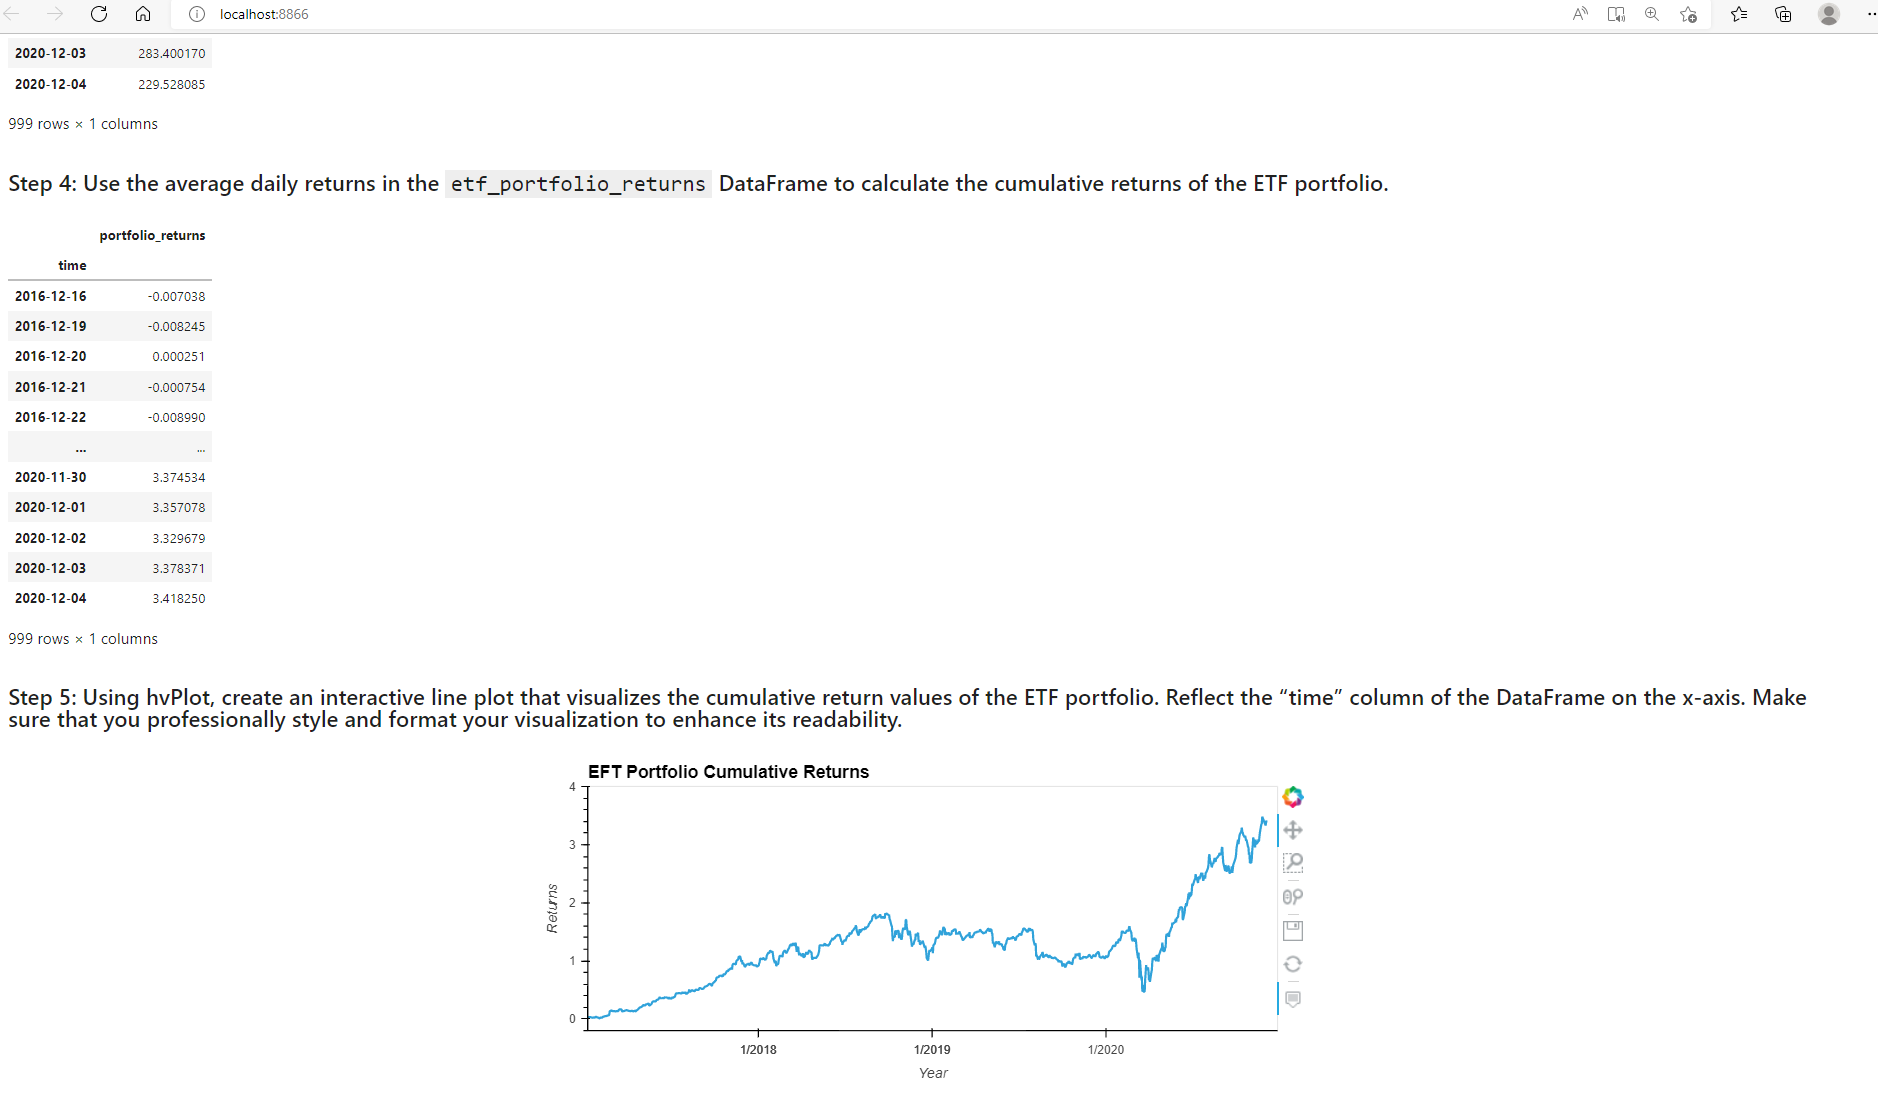 localhost:8866
2020-12-03 283.400170
2020-12-04 229.528085
999 rows × 1 columns
Step 4: Use the average daily returns in the etf_portfolio_returns DataFrame to calculate the cumulative returns of the ETF portfolio.
portfolio_returns
time
2016-12-16 -0.007038
2016-12-19 -0.008245
2016-12-20 0.000251
2016-12-21 -0.000754
2016-12-22 -0.008990
... ...
2020-11-30 3.374534
2020-12-01 3.357078
2020-12-02 3.329679
2020-12-03 3.378371
2020-12-04 3.418250
999 rows × 1 columns
Step 5: Using hvPlot, create an interactive line plot that visualizes the cumulative return values of the ETF portfolio. Reflect the “time” column of the DataFrame on the x-axis. Make
sure that you professionally style and format your visualization to enhance its readability.
EFT Portfolio Cumulative Returns
4
3
2
1
0
Returns
1/2018 1/2019 1/2020
Year